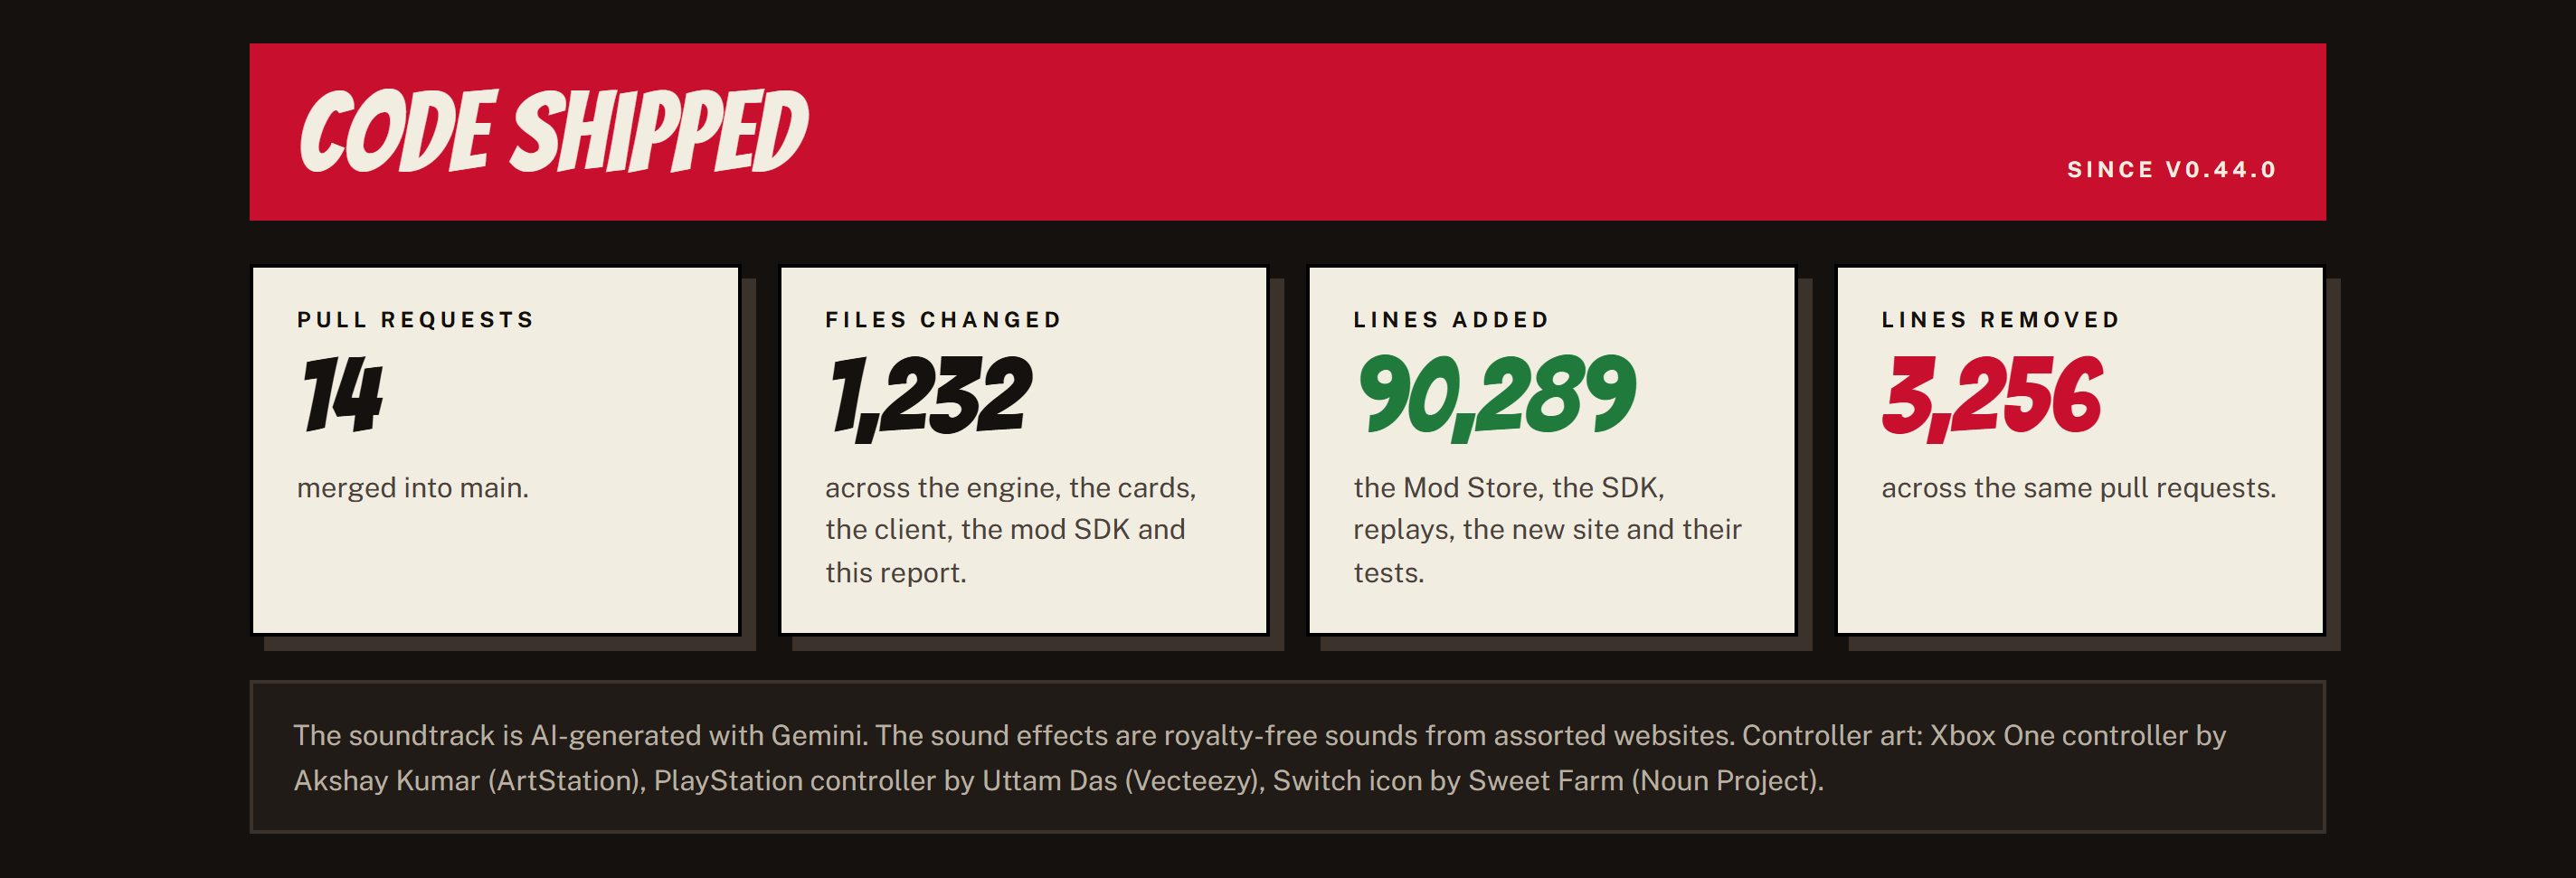 CODE SHIPPED
SINCE V0.44.0
PULL REQUESTS
14
merged into main.
FILES CHANGED
1,232
across the engine, the cards,
the client, the mod SDK and
this report.
LINES ADDED
90,289
the Mod Store, the SDK,
replays, the new site and their
tests.
LINES REMOVED
3,256
across the same pull requests.
The soundtrack is AI-generated with Gemini. The sound effects are royalty-free sounds from assorted websites. Controller art: Xbox One controller by
Akshay Kumar (ArtStation), PlayStation controller by Uttam Das (Vecteezy), Switch icon by Sweet Farm (Noun Project).